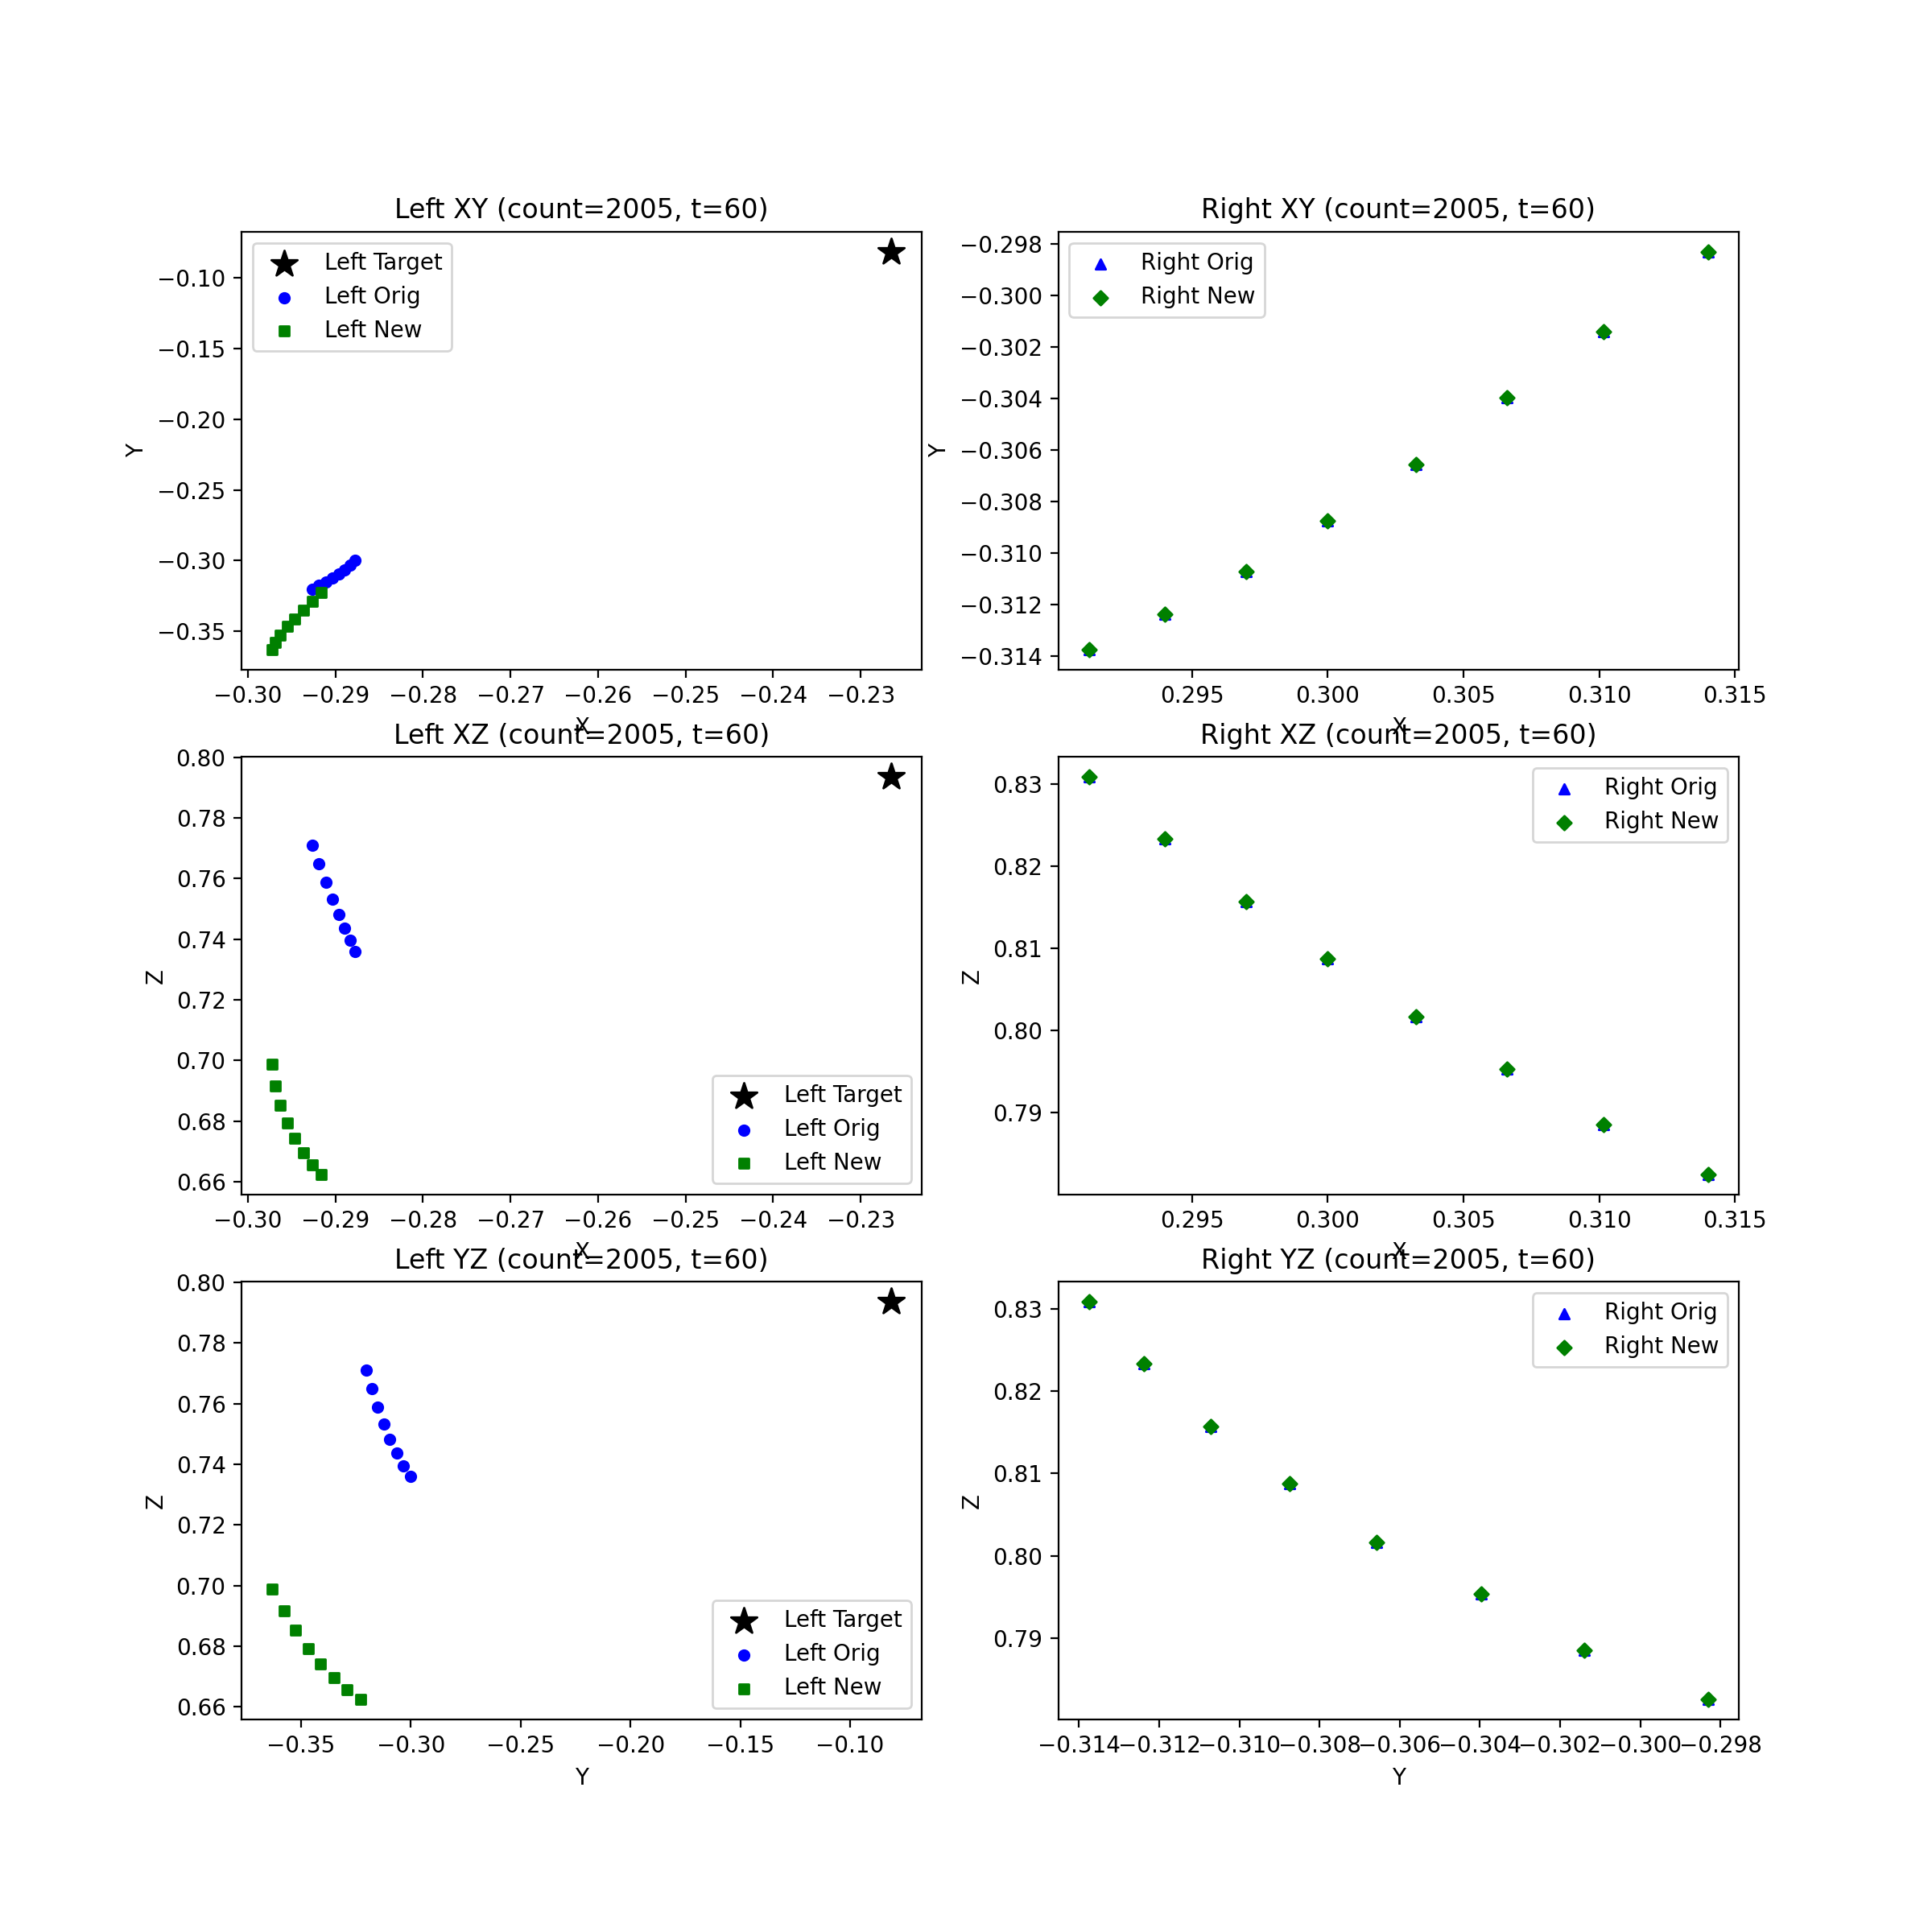 Left XY (count=2005, t=60)
Left Target
Left Orig
Left New
−0.10
−0.15
−0.20
−0.25
−0.30
−0.35
Y
−0.30 −0.29 −0.28 −0.27 −0.26 −0.25 −0.24 −0.23
X
Right XY (count=2005, t=60)
Right Orig
Right New
−0.298
−0.300
−0.302
−0.304
−0.306
−0.308
−0.310
−0.312
−0.314
Y
0.295 0.300 0.305 0.310 0.315
X
Left XZ (count=2005, t=60)
0.80
0.78
0.76
0.74
0.72
0.70
0.68
0.66
Z
Left Target
Left Orig
Left New
−0.30 −0.29 −0.28 −0.27 −0.26 −0.25 −0.24 −0.23
X
Right XZ (count=2005, t=60)
Right Orig
Right New
0.83
0.82
0.81
0.80
0.79
Z
0.295 0.300 0.305 0.310 0.315
X
Left YZ (count=2005, t=60)
0.80
0.78
0.76
0.74
0.72
0.70
0.68
0.66
Z
Left Target
Left Orig
Left New
−0.35 −0.30 −0.25 −0.20 −0.15 −0.10
Y
Right YZ (count=2005, t=60)
Right Orig
Right New
0.83
0.82
0.81
0.80
0.79
Z
−0.314 −0.312 −0.310 −0.308 −0.306 −0.304 −0.302 −0.300 −0.298
Y